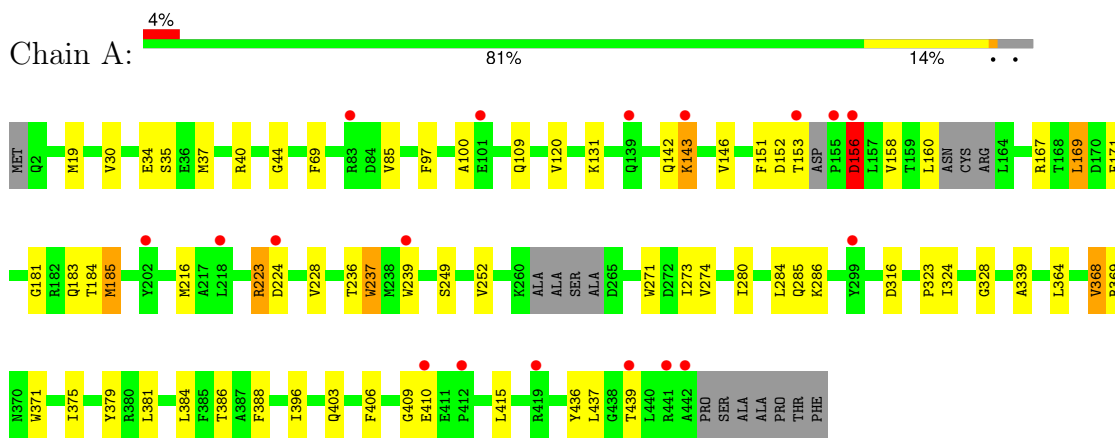 4%
Chain A:
81% 14% • •
MET Q2 M19 V30 E34 S35 E36 M37 R40 G44 F69 R83 D84 V85 F97 A100 E101 Q109 V120 K131 Q139 Q142 K143 V146 F151 D152 T153 ASP P155 D156 L157 V158 T159 L160 ASN CYS ARG L164 R167 T168 L169 D170
G181 R182 Q183 T184 M185 Y202 M216 A217 L218 R223 D224 V228 T236 W237 M238 W239 S249 V252 K260 ALA ALA SER ALA D265 W271 D272 I273 V274 I280 L284 Q285 K286 Y299 D316 P323 I324 G328 A339 L364 V368
N370 W371 I375 Y379 R380 L381 L384 F385 T386 A387 F388 I396 Q403 F406 G409 E410 E411 P412 L415 R419 Y436 L437 G438 T439 L440 R441 A442 PRO SER ALA ALA PRO THR PHE